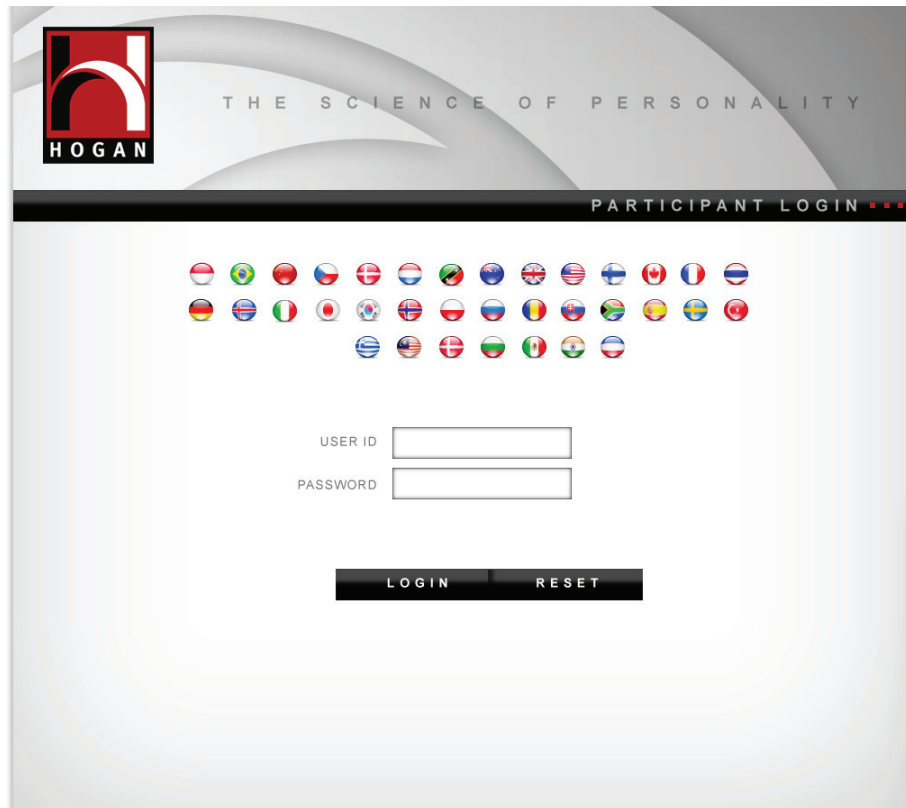 HOGAN
THE SCIENCE OF PERSONALITY
PARTICIPANT LOGIN
USER ID
PASSWORD
LOGIN RESET